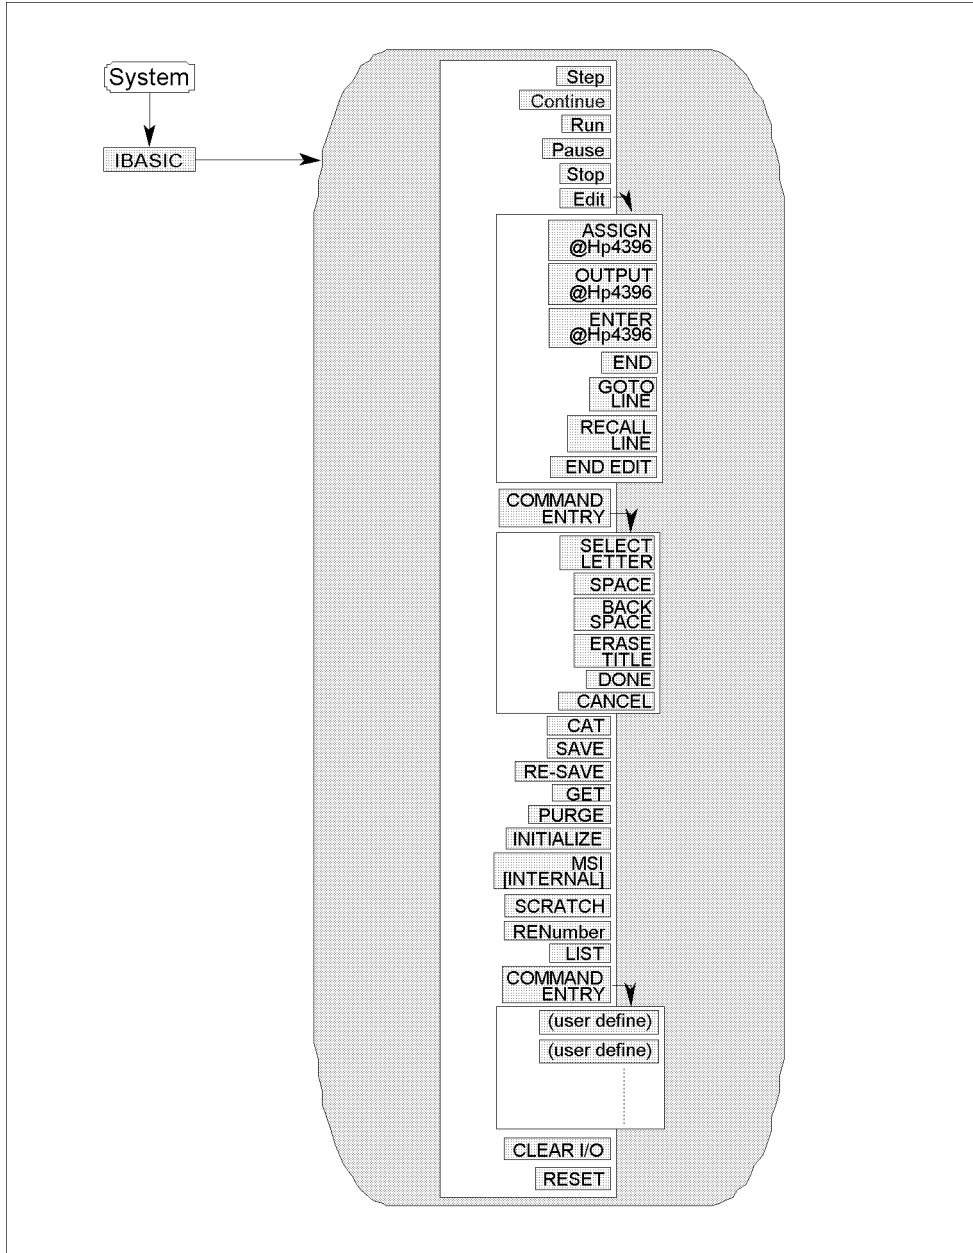 System
IBASIC
Step
Continue
Run
Pause
Stop
Edit
ASSIGN
@Hp4396
OUTPUT
@Hp4396
ENTER
@Hp4396
END
GOTO
LINE
RECALL
LINE
END EDIT
COMMAND
ENTRY
SELECT
LETTER
SPACE
BACK
SPACE
ERASE
TITLE
DONE
CANCEL
CAT
SAVE
RE-SAVE
GET
PURGE
INITIALIZE
MSI
[INTERNAL]
SCRATCH
RENumber
LIST
COMMAND
ENTRY
(user define)
(user define)
CLEAR I/O
RESET